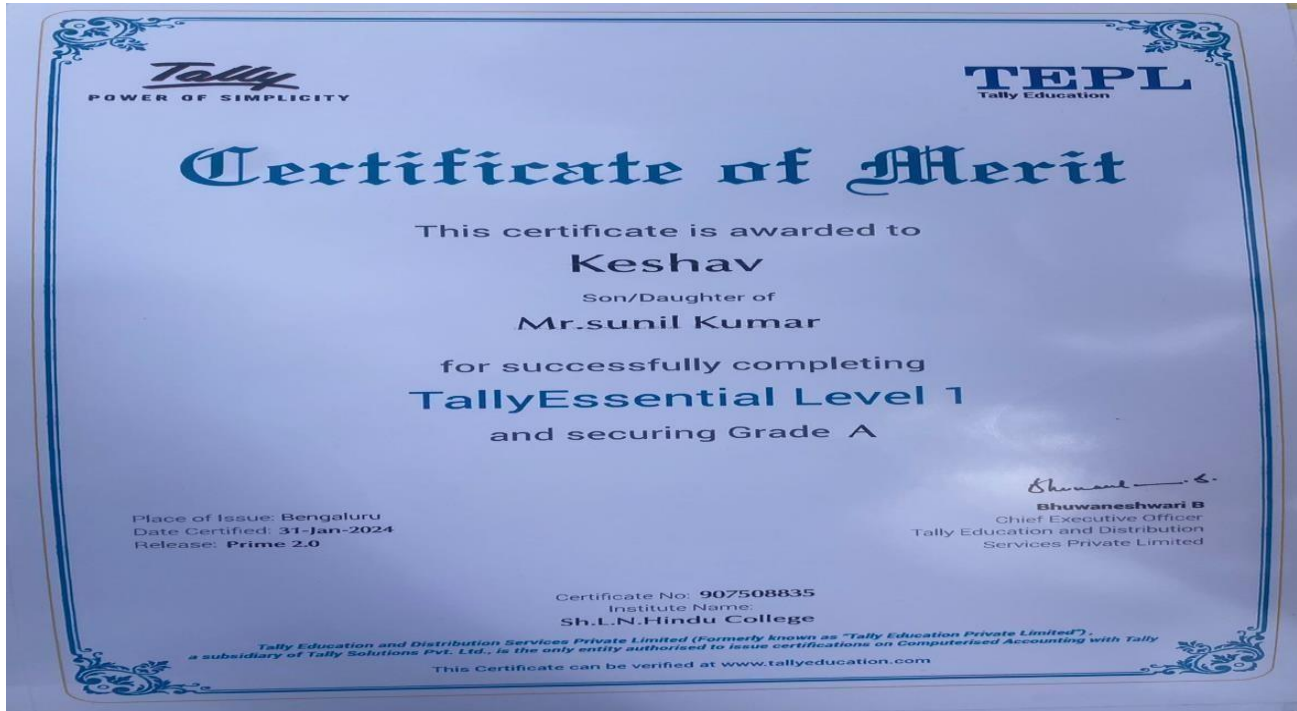 Tally
POWER OF SIMPLICITY
TEPL
Tally Education
Certificate of Merit
This certificate is awarded to
Keshav
Son/Daughter of
Mr.sunil Kumar
for successfully completing
TallyEssential Level 1
and securing Grade A
Place of Issue: Bengaluru
Date Certified: 31-Jan-2024
Release: Prime 2.0
Bhuwaneshwari B
Chief Executive Officer
Tally Education and Distribution
Services Private Limited
Certificate No: 907508835
Institute Name:
Sh.L.N.Hindu College
Tally Education and Distribution Services Private Limited (Formerly known as "Tally Education Private Limited") ,
a subsidiary of Tally Solutions Pvt. Ltd., is the only entity authorised to issue certifications on Computerised Accounting with Tally
This Certificate can be verified at www.tallyeducation.com